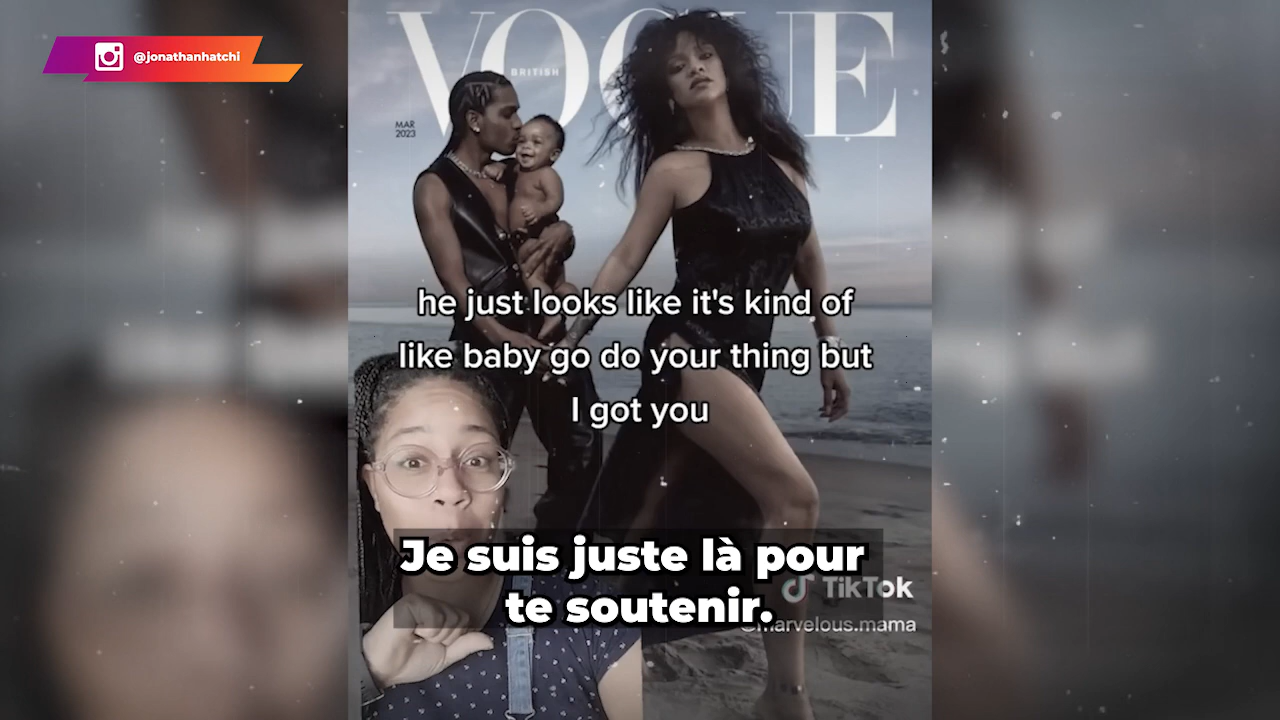 @jonathanhatchi
VOGUE
BRITISH
MAR
2023
he just looks like it's kind of
like baby go do your thing but
I got you
Je suis juste là pour
te soutenir.
TikTok
@marvelous.mama